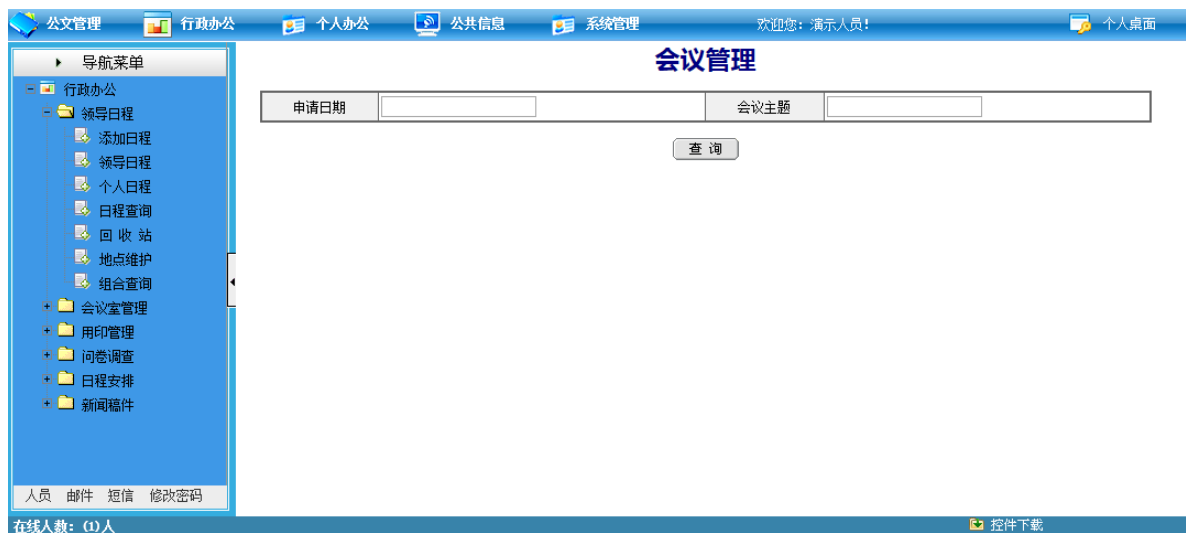 公文管理 行政办公 个人办公 公共信息 系统管理 欢迎您：演示人员！ 个人桌面
导航菜单
会议管理
行政办公
申请日期 会议主题
领导日程
添加日程
查 询
领导日程
个人日程
日程查询
回 收 站
地点维护
组合查询
会议室管理
用印管理
问卷调查
日程安排
新闻稿件
人员 邮件 短信 修改密码
在线人数：(1)人 控件下载